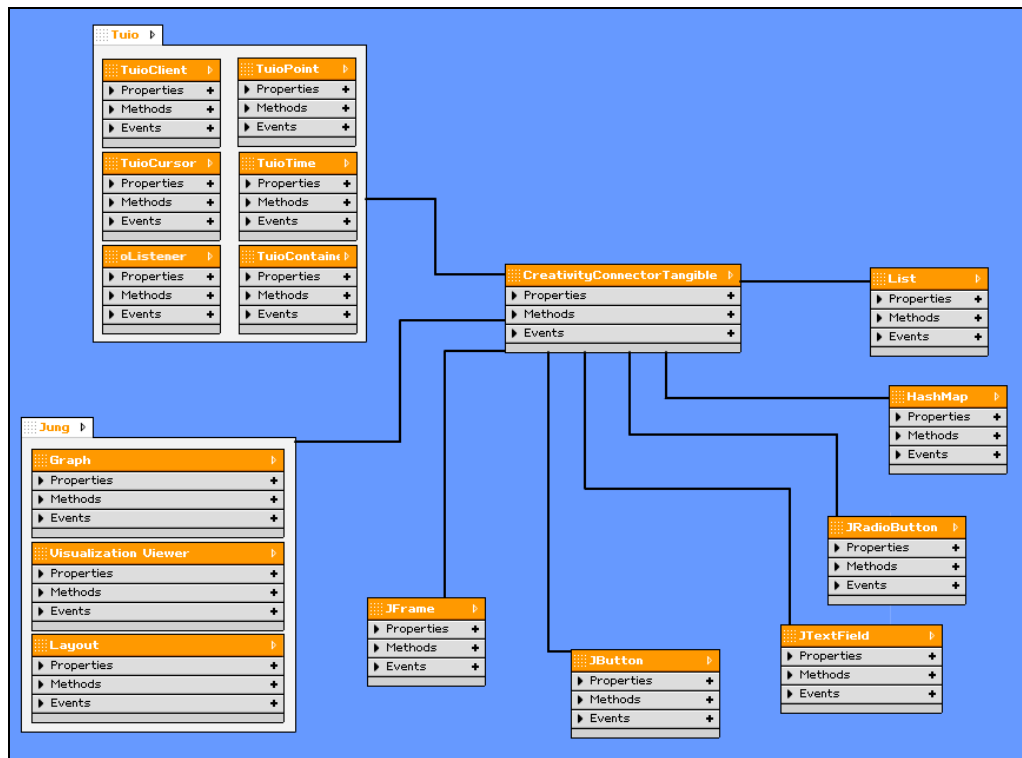 Tuio
TuioClient
Properties
Methods
Events
TuioPoint
Properties
Methods
Events
TuioCursor
Properties
Methods
Events
TuioTime
Properties
Methods
Events
oListener
Properties
Methods
Events
TuioContaine
Properties
Methods
Events
CreativityConnectorTangible
Properties
Methods
Events
List
Properties
Methods
Events
HashMap
Properties
Methods
Events
Jung
Graph
Properties
Methods
Events
Visualization Viewer
Properties
Methods
Events
Layout
Properties
Methods
Events
JRadioButton
Properties
Methods
Events
JFrame
Properties
Methods
Events
JTextField
Properties
Methods
Events
JButton
Properties
Methods
Events